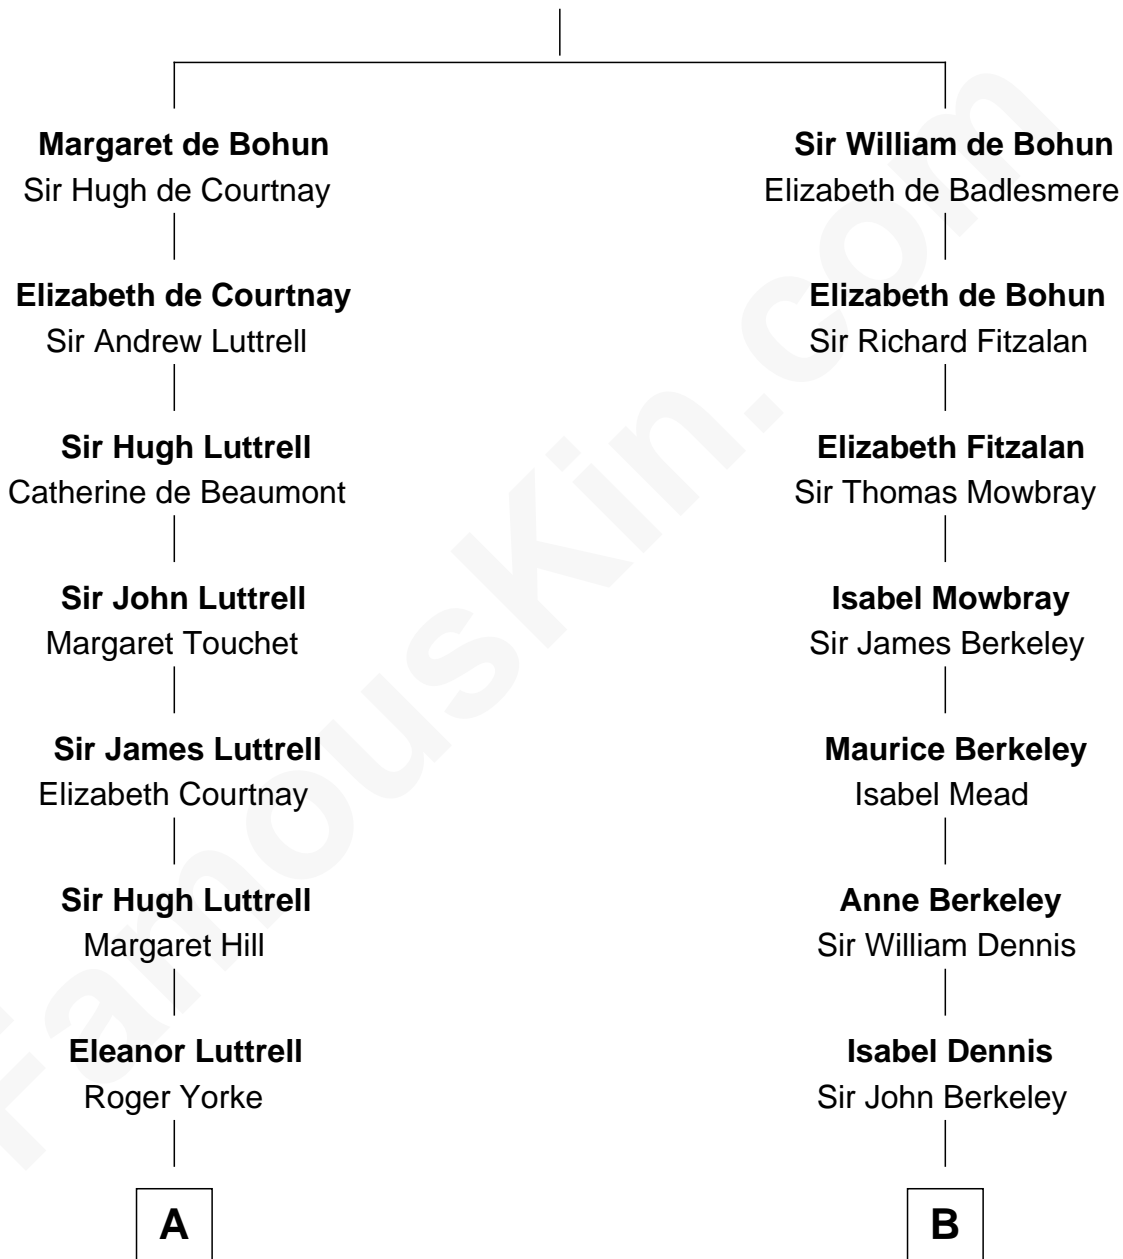 Margaret de Bohun
Sir Hugh de Courtnay
Sir William de Bohun
Elizabeth de Badlesmere
Elizabeth de Courtnay
Sir Andrew Luttrell
Elizabeth de Bohun
Sir Richard Fitzalan
Sir Hugh Luttrell
Catherine de Beaumont
Elizabeth Fitzalan
Sir Thomas Mowbray
Sir John Luttrell
Margaret Touchet
Isabel Mowbray
Sir James Berkeley
Sir James Luttrell
Elizabeth Courtnay
Maurice Berkeley
Isabel Mead
Sir Hugh Luttrell
Margaret Hill
Anne Berkeley
Sir William Dennis
Eleanor Luttrell
Roger Yorke
Isabel Dennis
Sir John Berkeley
A
B
FamousKin.com